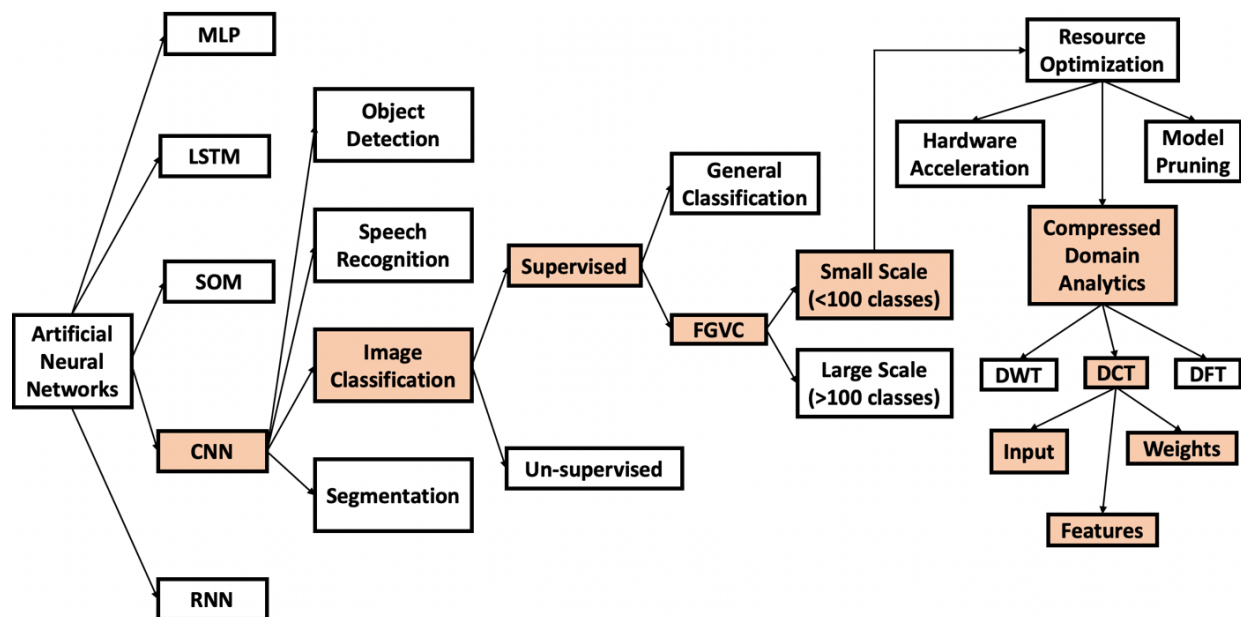 MLP
LSTM
SOM
Artificial
Neural
Networks
CNN
RNN
Object
Detection
Speech
Recognition
Image
Classification
Segmentation
Supervised
Un-supervised
General
Classification
FGVC
Small Scale
(<100 classes)
Large Scale
(>100 classes)
Resource
Optimization
Hardware
Acceleration
Model
Pruning
Compressed
Domain
Analytics
DWT
DCT
DFT
Input
Weights
Features